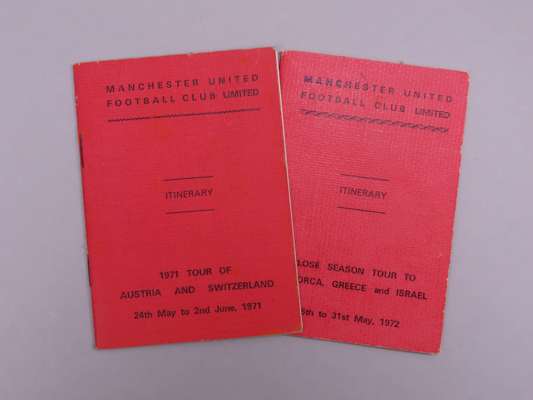 MANCHESTER UNITED
FOOTBALL CLUB LIMITED
ITINERARY
1971 TOUR OF
AUSTRIA AND SWITZERLAND
24th May to 2nd June, 1971
MANCHESTER UNITED
FOOTBALL CLUB LIMITED
ITINERARY
SEASON TOUR TO
GREECE and ISRAEL
to 31st May, 1972